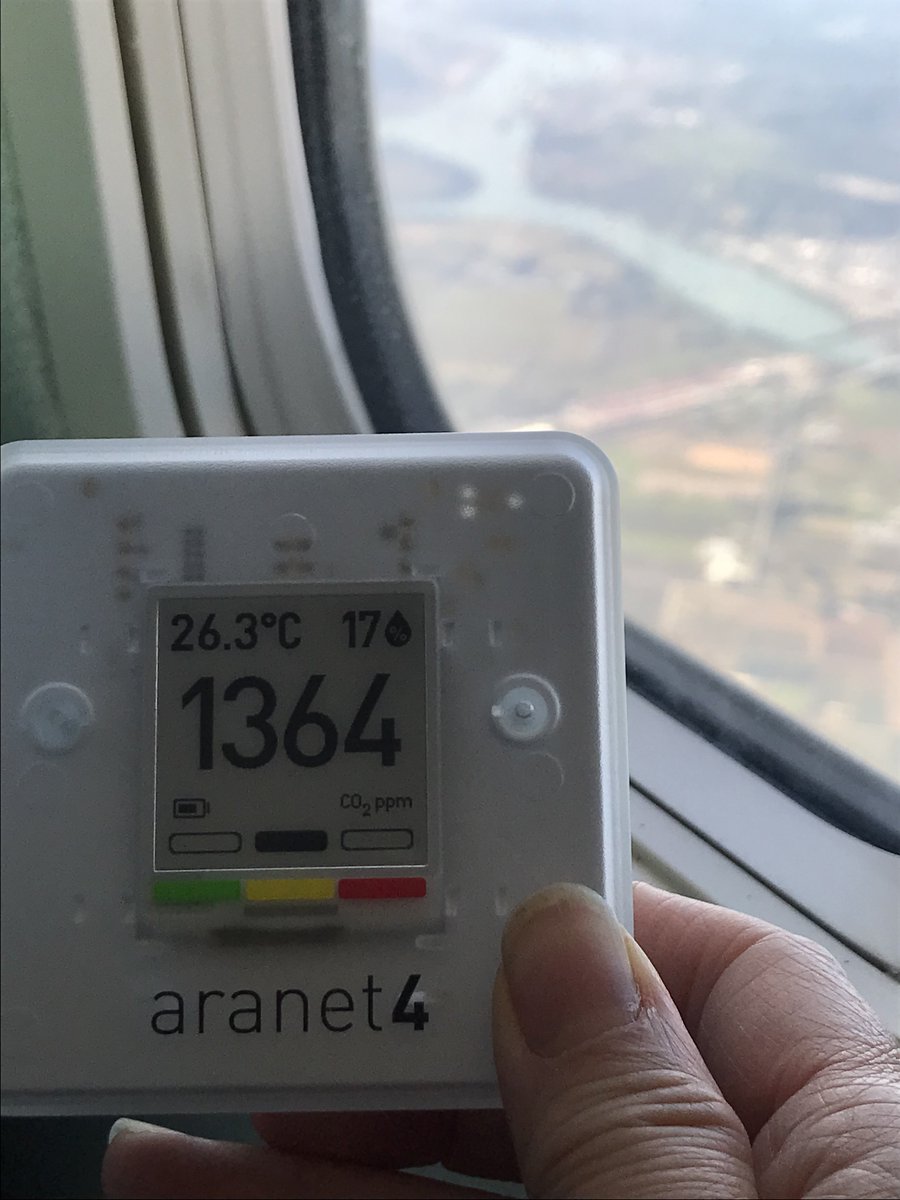 26.3°C 17%
1364
CO₂ ppm
aranet4